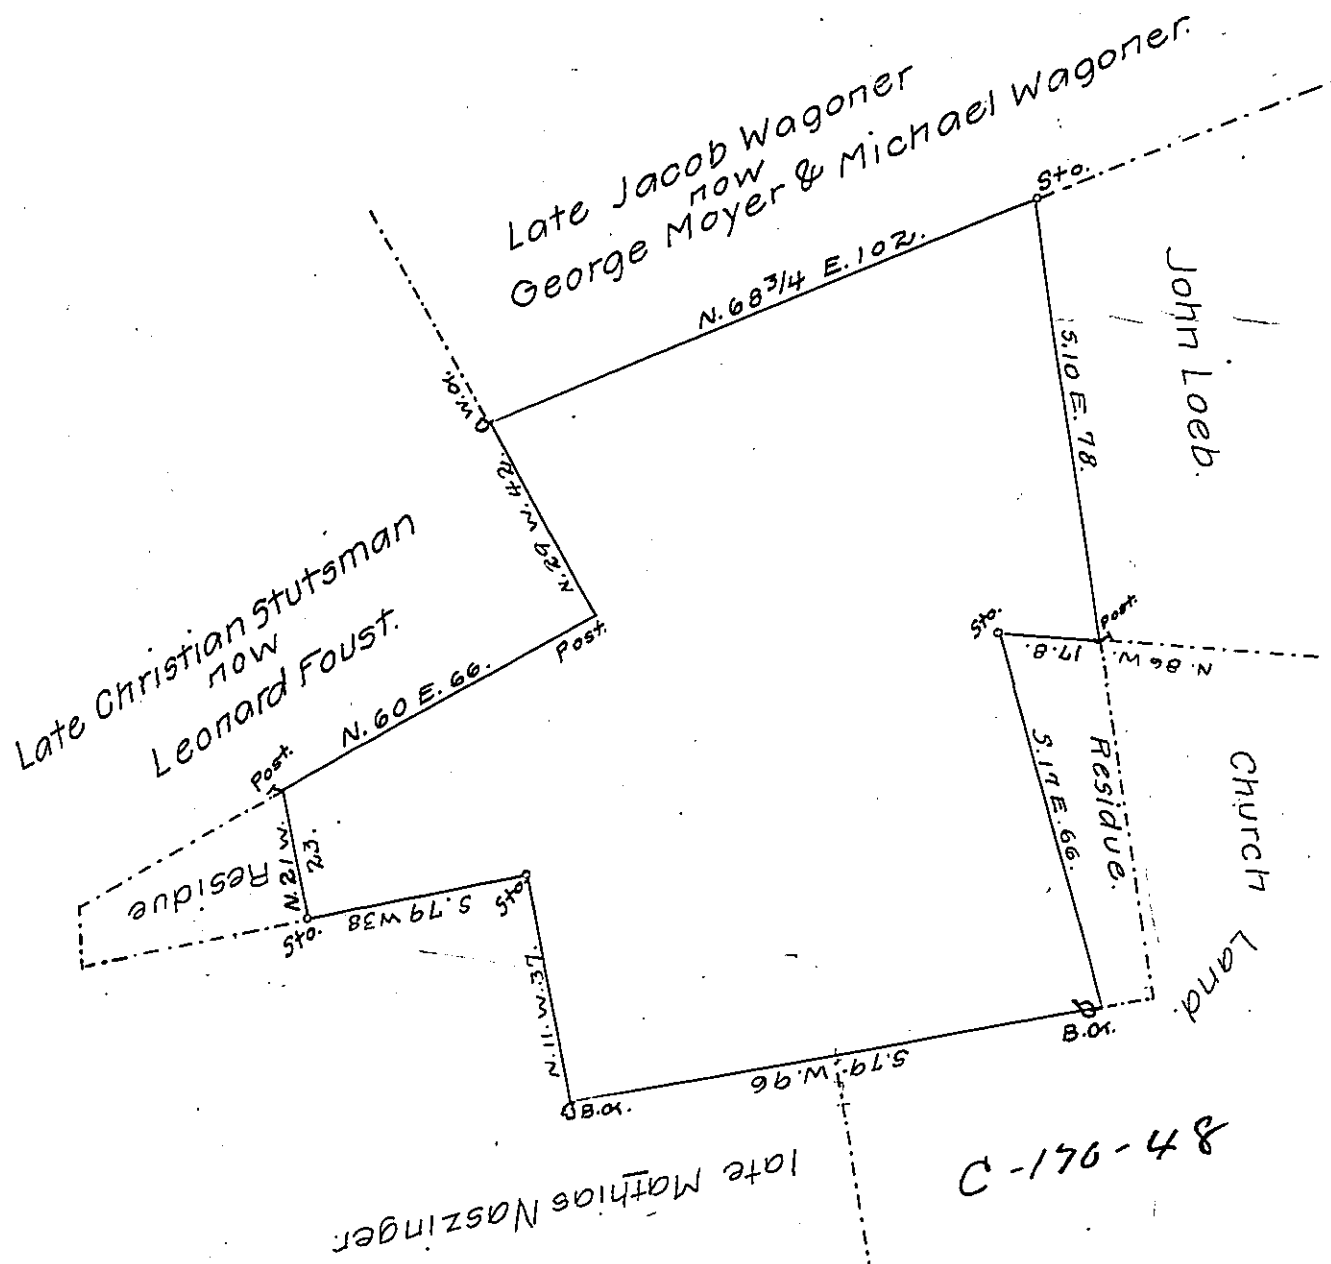 Late Jacob Wagoner
now
George Moyer & Michael Wagoner.
Sto.
N. 68 3/4 E. 102.
John Loeb.
S. 10 E. 78.
W.O.
N. 29 W. 42.
Late Christian Stutsman
now
Leonard Foust.
Post.
N. 60 E. 66.
Post.
Sto.
Post.
N. 86 W. 17.8.
S. 17 E. 66.
Residue.
Church
Land.
N. 21 W.
23.
Residue
Sto.
S. 79 W 38
Sto.
N. 11. W. 37.
B.O.
S. 79. W. 96
B.O.
late Mathias Naszinger.
C-170-48